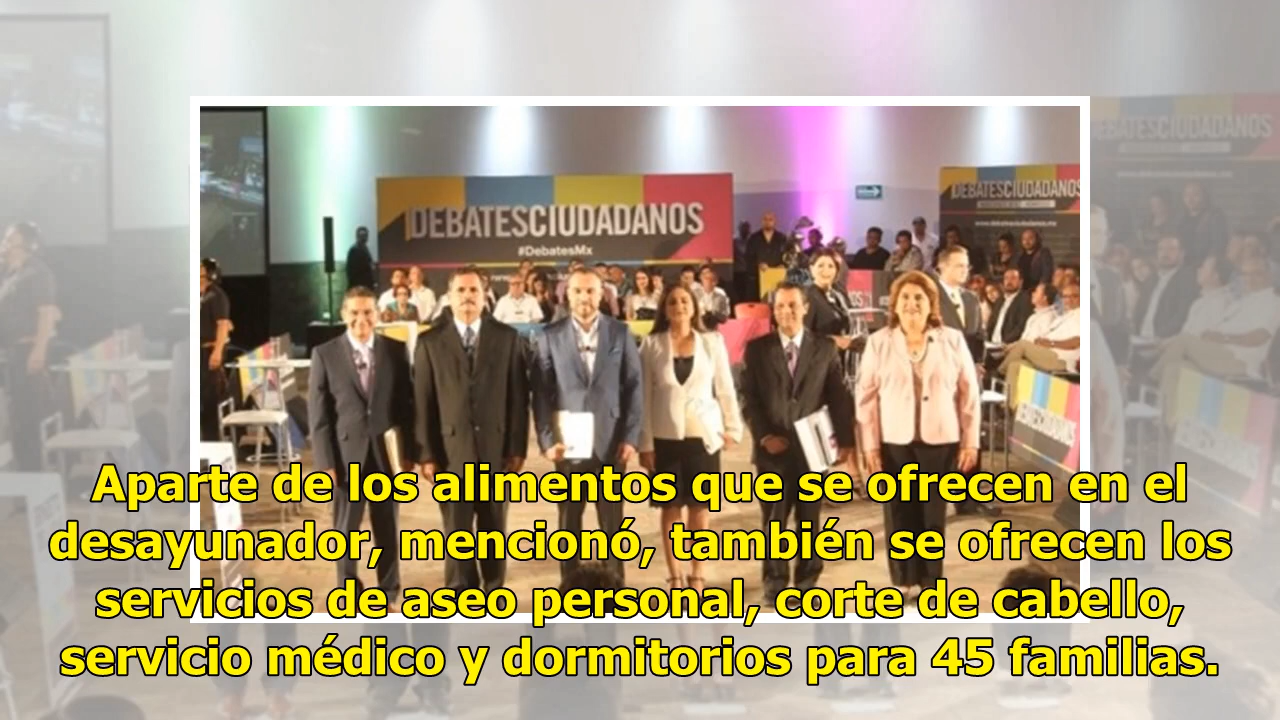 DEBATESCIUDADANOS
#DebatesMx
DEBATESCIUDADANOS
DEBATESCIUDADANOS
Aparte de los alimentos que se ofrecen en el
desayunador, mencionó, también se ofrecen los
servicios de aseo personal, corte de cabello,
servicio médico y dormitorios para 45 familias.